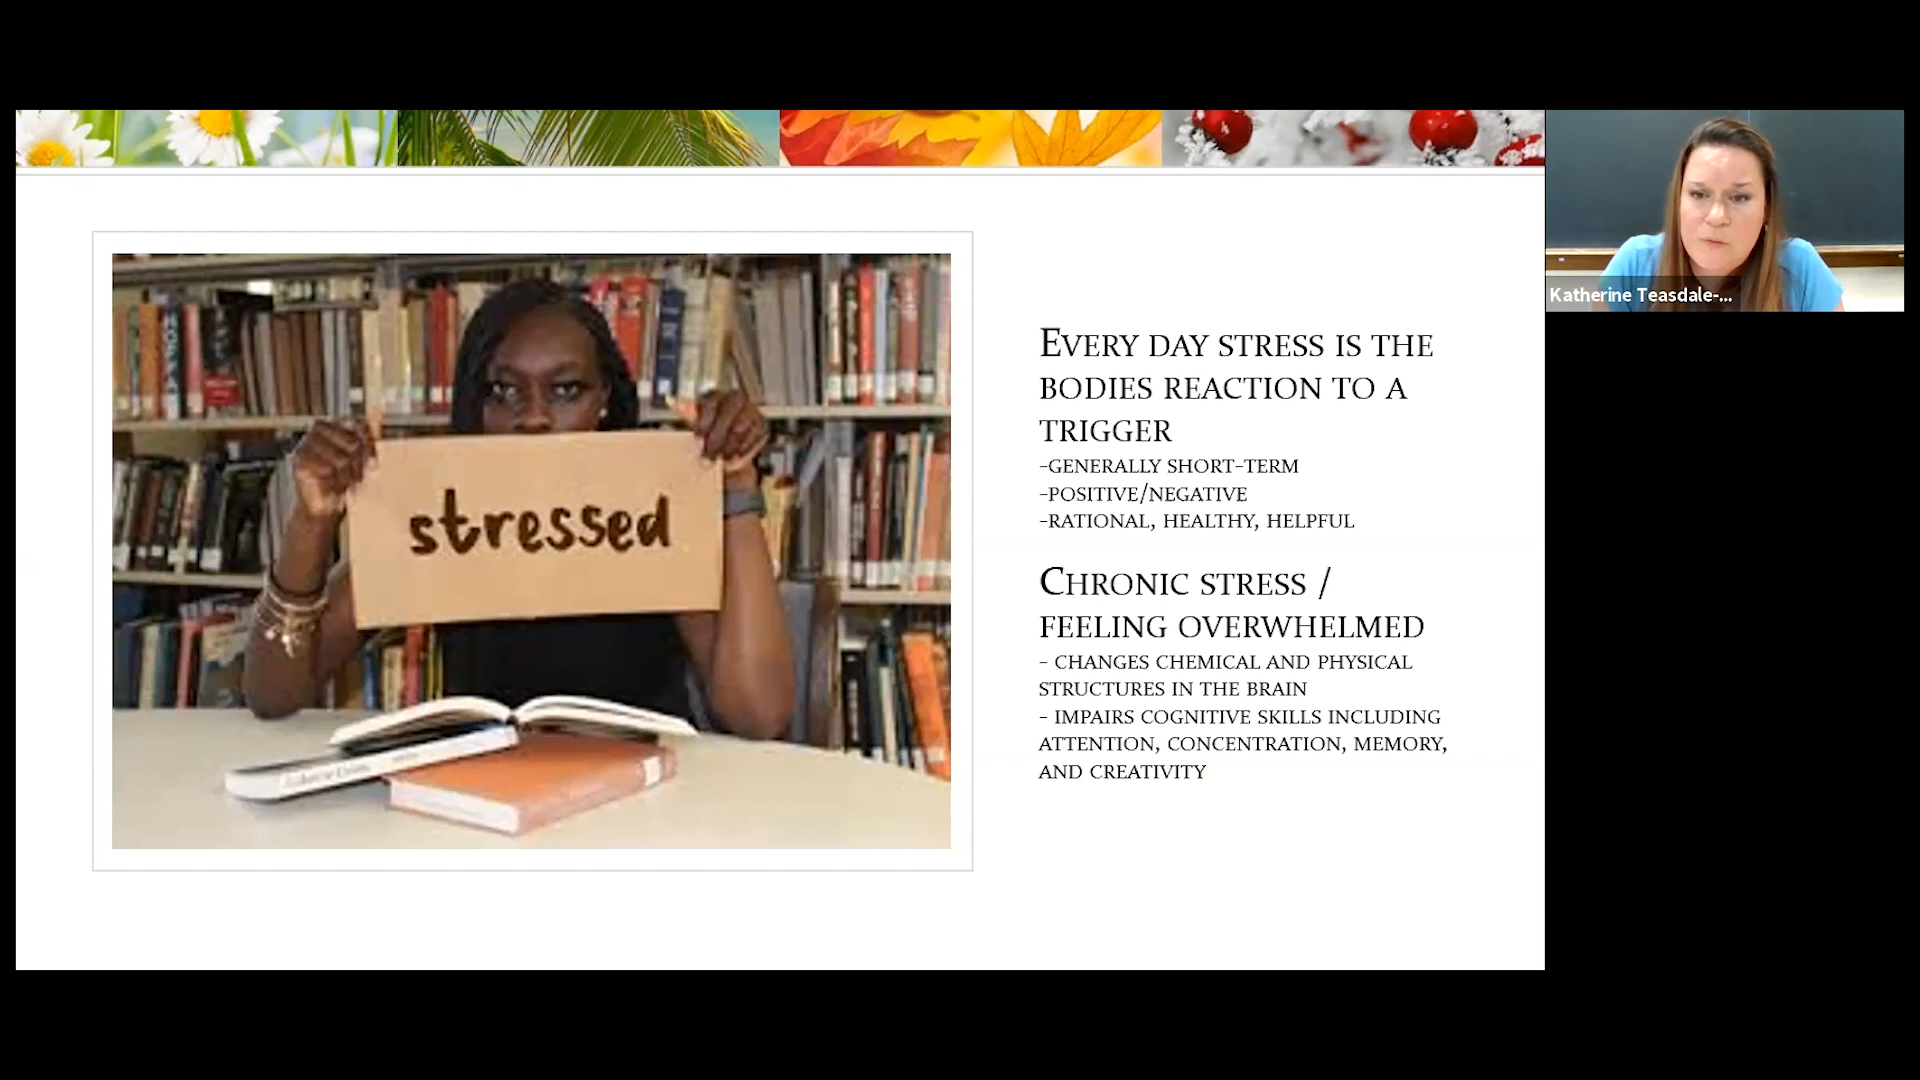 EVERY DAY STRESS IS THE
BODIES REACTION TO A
TRIGGER
-GENERALLY SHORT-TERM
-POSITIVE/NEGATIVE
-RATIONAL, HEALTHY, HELPFUL
CHRONIC STRESS /
FEELING OVERWHELMED
- CHANGES CHEMICAL AND PHYSICAL
STRUCTURES IN THE BRAIN
- IMPAIRS COGNITIVE SKILLS INCLUDING
ATTENTION, CONCENTRATION, MEMORY,
AND CREATIVITY
stressed
Katherine Teasdale-...